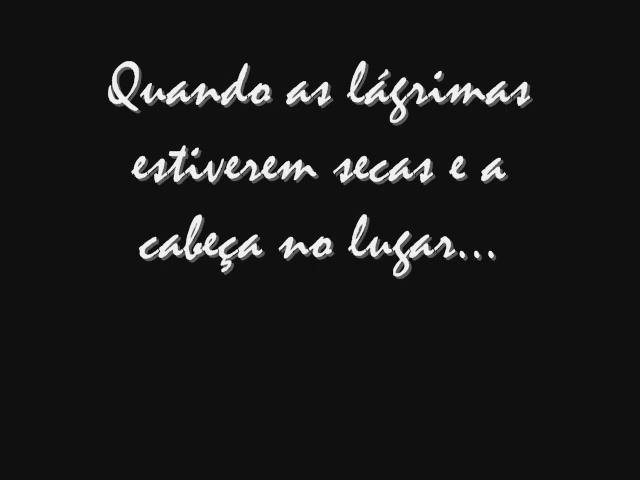 Quando as lágrimas
estiverem secas e a
cabeça no lugar...